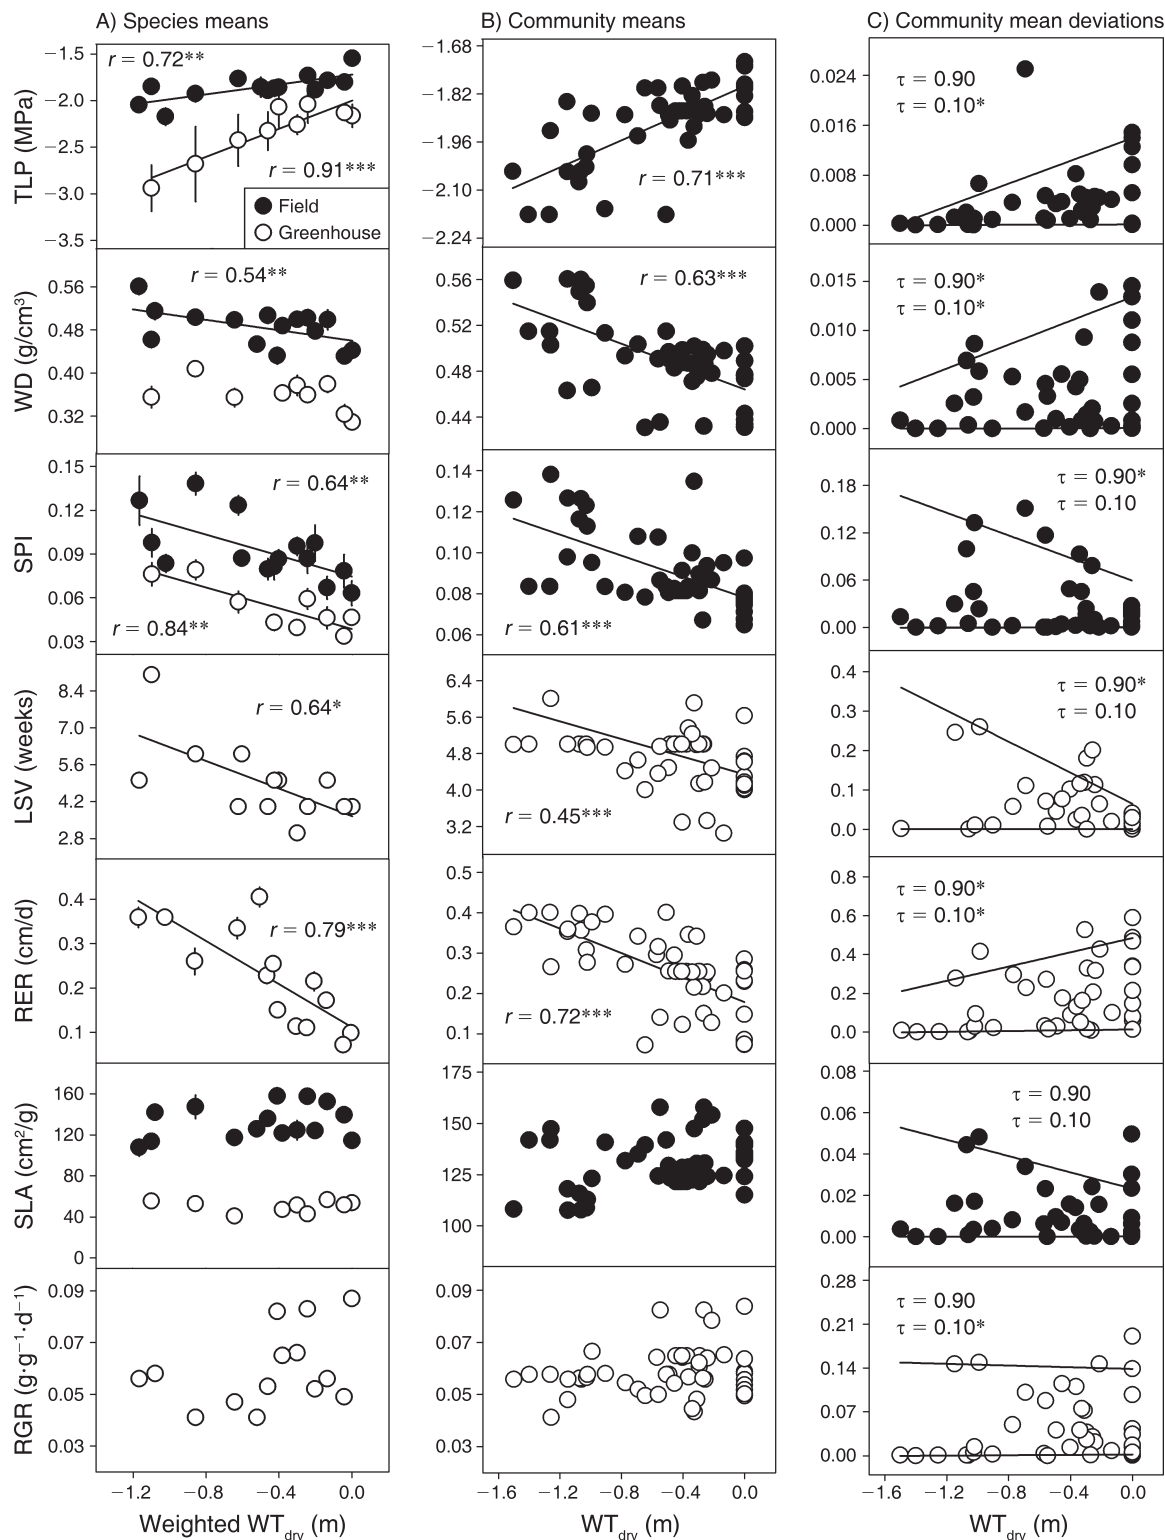 A) Species means
B) Community means
C) Community mean deviations
TLP (MPa)
−1.5
−2.0
−2.5
−3.0
−3.5
r = 0.72**
r = 0.91***
Field
Greenhouse
−1.68
−1.82
−1.96
−2.10
−2.24
r = 0.71***
0.024
0.016
0.008
0.000
τ = 0.90
τ = 0.10*
WD (g/cm³)
0.56
0.48
0.40
0.32
r = 0.54**
0.56
0.52
0.48
0.44
r = 0.63***
0.015
0.010
0.005
0.000
τ = 0.90*
τ = 0.10*
SPI
0.15
0.12
0.09
0.06
0.03
r = 0.64**
r = 0.84**
0.14
0.12
0.10
0.08
0.06
r = 0.61***
0.18
0.12
0.06
0.00
τ = 0.90*
τ = 0.10
LSV (weeks)
8.4
7.0
5.6
4.2
2.8
r = 0.64*
6.4
5.6
4.8
4.0
3.2
r = 0.45***
0.4
0.3
0.2
0.1
0.0
τ = 0.90*
τ = 0.10
RER (cm/d)
0.4
0.3
0.2
0.1
r = 0.79***
0.5
0.4
0.3
0.2
0.1
r = 0.72***
0.8
0.6
0.4
0.2
0.0
τ = 0.90*
τ = 0.10*
SLA (cm²/g)
160
120
80
40
0
175
150
125
100
0.08
0.06
0.04
0.02
0.00
τ = 0.90
τ = 0.10
RGR (g·g⁻¹·d⁻¹)
0.09
0.07
0.05
0.03
0.09
0.07
0.05
0.03
0.28
0.21
0.14
0.07
0.00
τ = 0.90
τ = 0.10*
−1.2 −0.8 −0.4 0.0
−1.6 −1.2 −0.8 −0.4 0.0
−1.6 −1.2 −0.8 −0.4 0.0
Weighted WTdry (m)
WTdry (m)
WTdry (m)